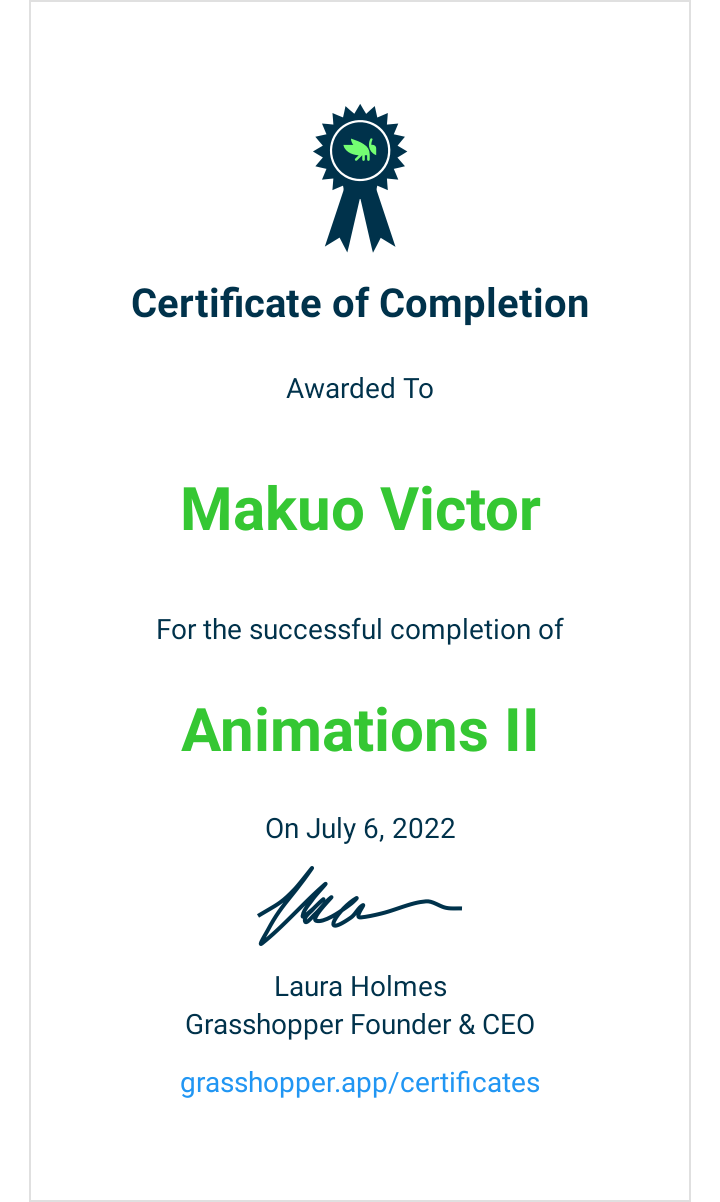 Certificate of Completion
Awarded To
Makuo Victor
For the successful completion of
Animations II
On July 6, 2022
Laura Holmes
Grasshopper Founder & CEO
grasshopper.app/certificates